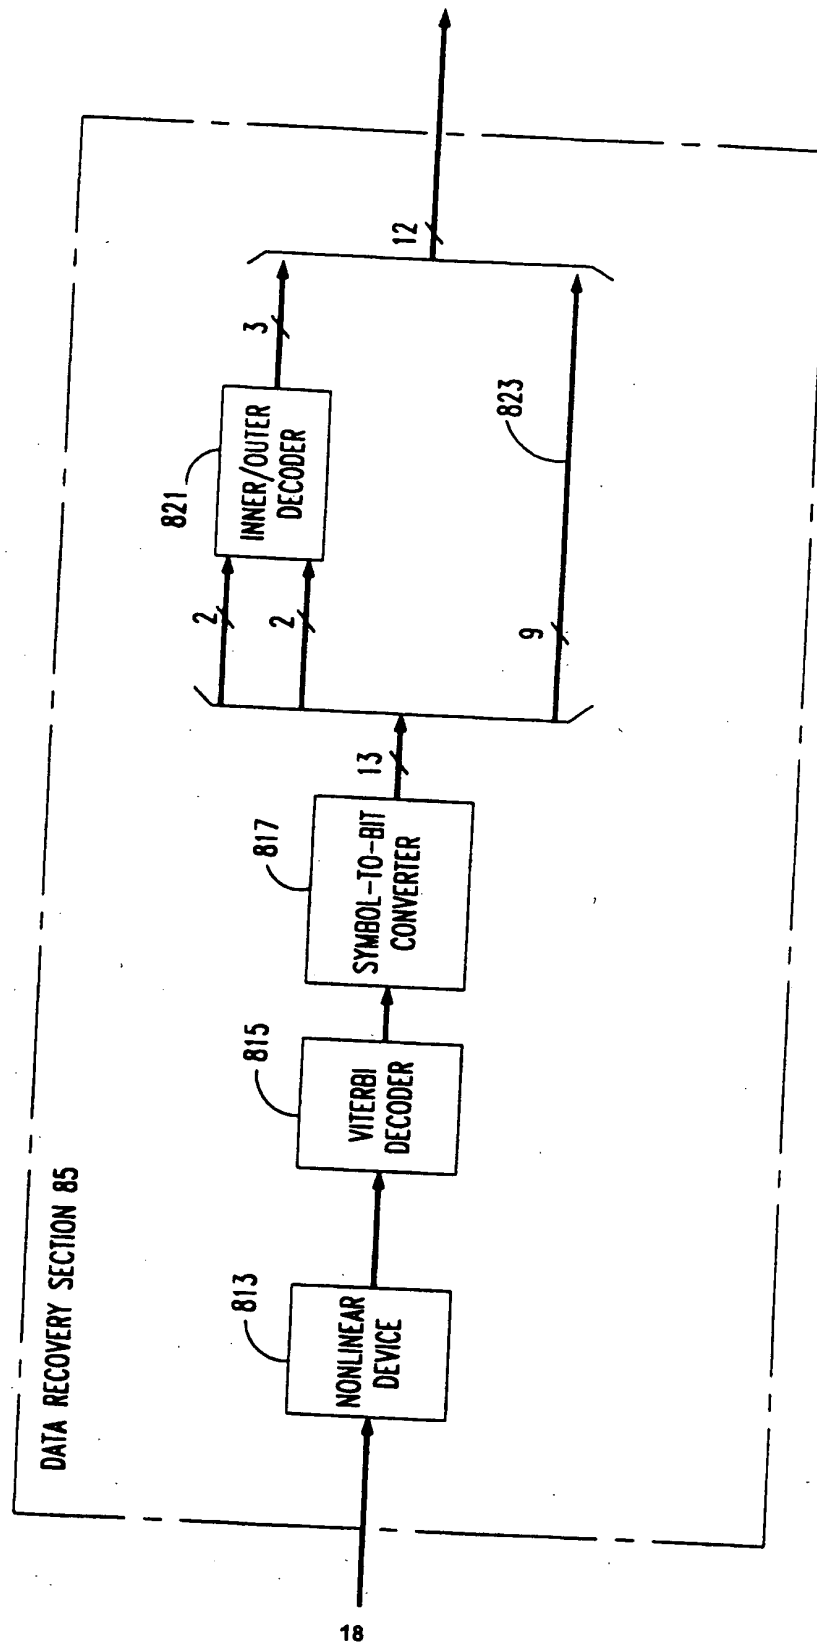 DATA RECOVERY SECTION 85
813
NONLINEAR
DEVICE
815
VITERBI
DECODER
817
SYMBOL-TO-BIT
CONVERTER
13
2
2
9
821
INNER/OUTER
DECODER
3
823
12
18